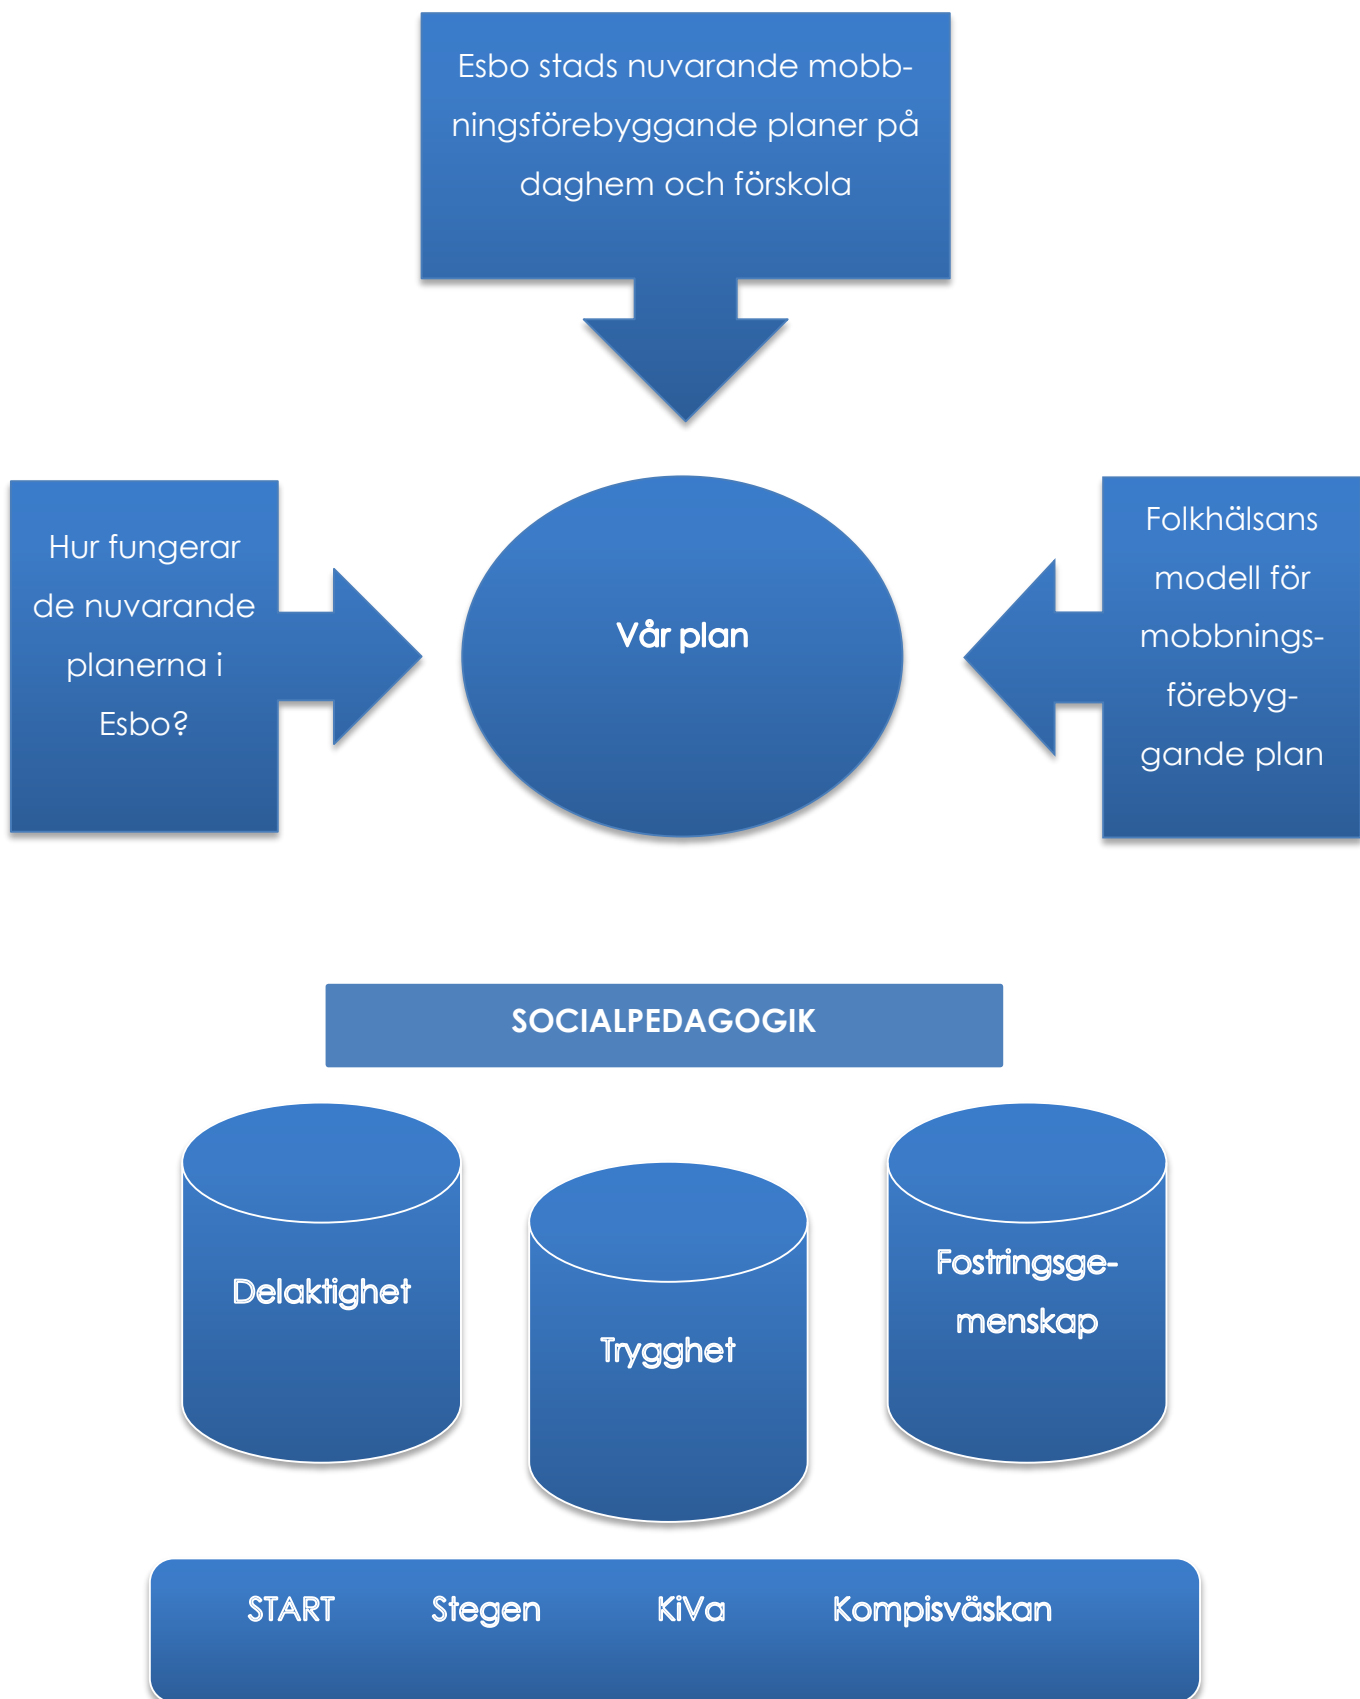 Esbo stads nuvarande mobb-
ningsförebyggande planer på
daghem och förskola
Hur fungerar
de nuvarande
planerna i
Esbo?
Vår plan
Folkhälsans
modell för
mobbnings-
förebyg-
gande plan
SOCIALPEDAGOGIK
Delaktighet
Trygghet
Fostringsge-
menskap
START Stegen KiVa Kompisväskan